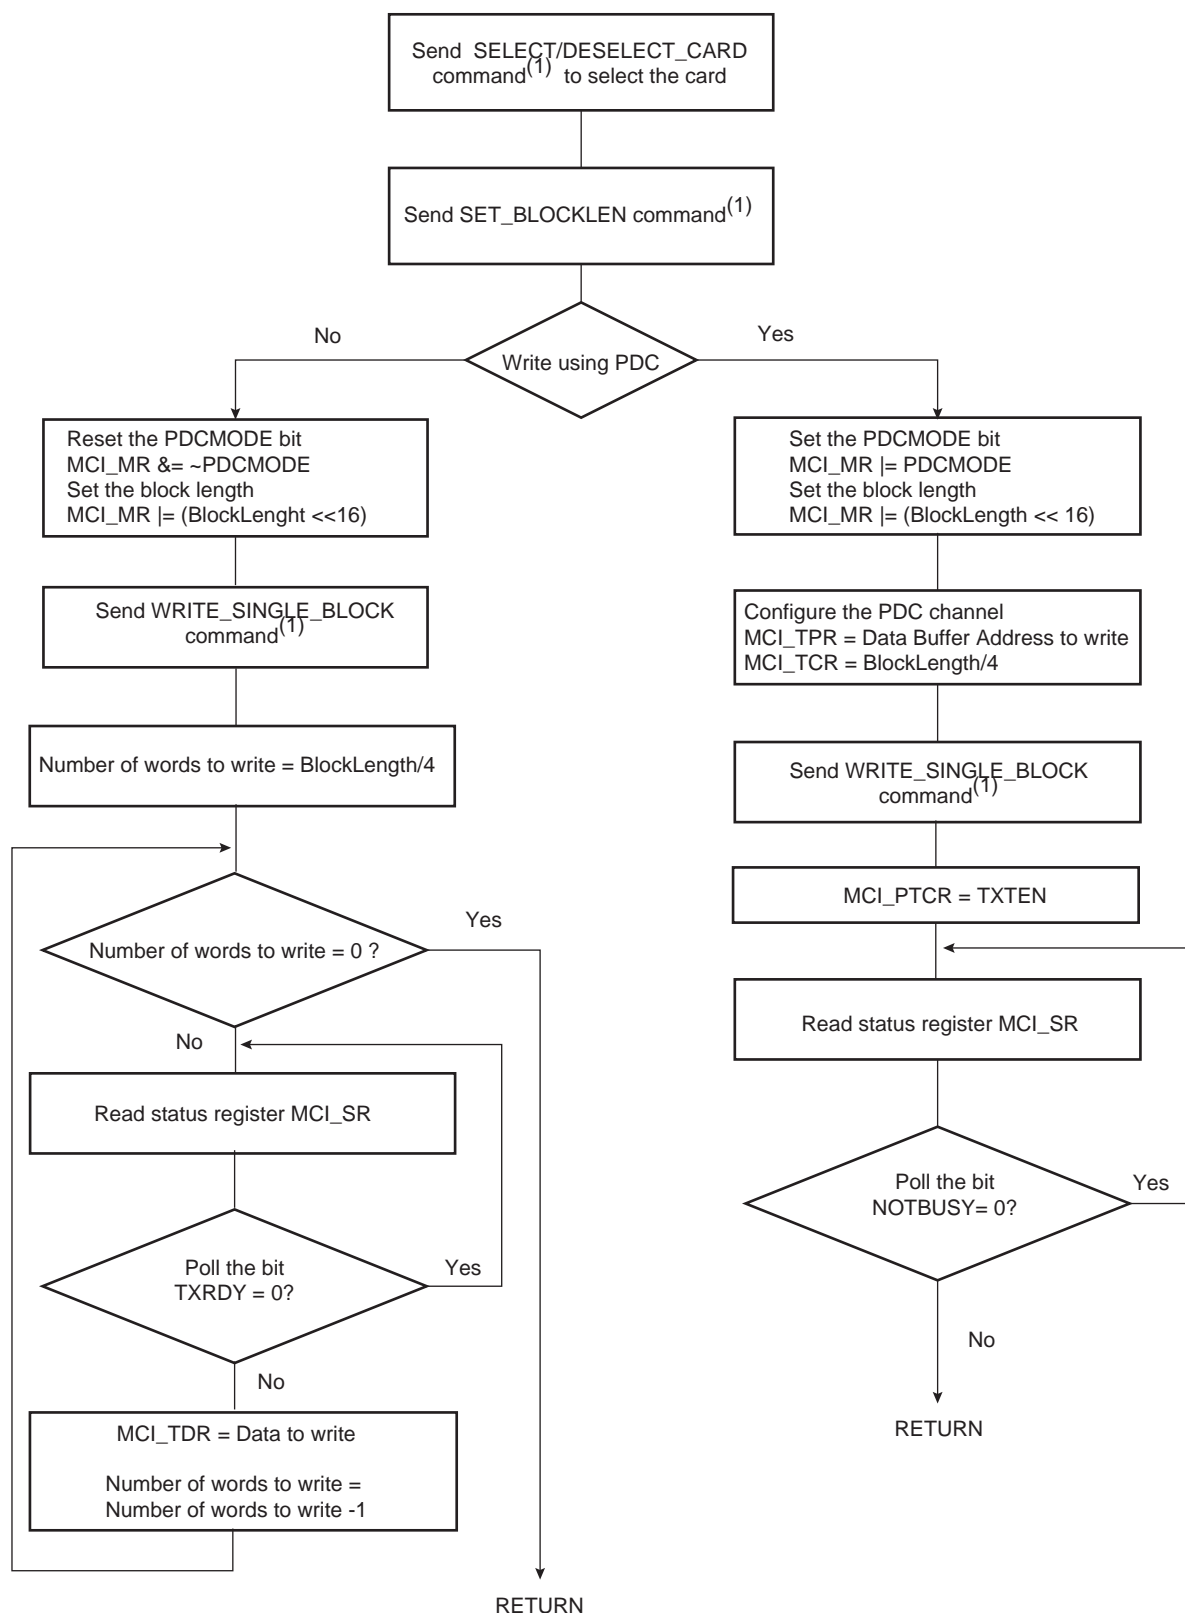 Send SELECT/DESELECT_CARD
command(1) to select the card
Send SET_BLOCKLEN command(1)
No
Yes
Write using PDC
Reset the PDCMODE bit
MCI_MR &= ~PDCMODE
Set the block length
MCI_MR |= (BlockLenght <<16)
Send WRITE_SINGLE_BLOCK
command(1)
Number of words to write = BlockLength/4
Number of words to write = 0 ?
Yes
No
Read status register MCI_SR
Poll the bit
TXRDY = 0?
Yes
No
MCI_TDR = Data to write
Number of words to write =
Number of words to write -1
RETURN
Set the PDCMODE bit
MCI_MR |= PDCMODE
Set the block length
MCI_MR |= (BlockLength << 16)
Configure the PDC channel
MCI_TPR = Data Buffer Address to write
MCI_TCR = BlockLength/4
Send WRITE_SINGLE_BLOCK
command(1)
MCI_PTCR = TXTEN
Read status register MCI_SR
Poll the bit
NOTBUSY= 0?
Yes
No
RETURN